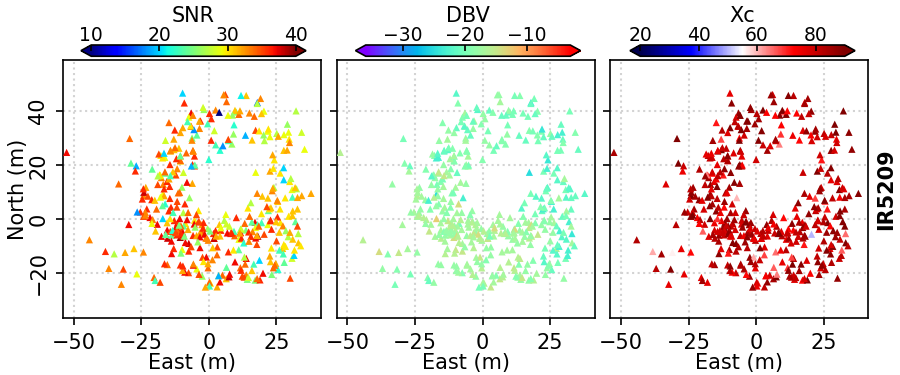 SNR DBV Xc
10 20 30 40 −30 −20 −10 20 40 60 80
40
20
0
−20
North (m)
IR5209
−50 −25 0 25 −50 −25 0 25 −50 −25 0 25
East (m) East (m) East (m)